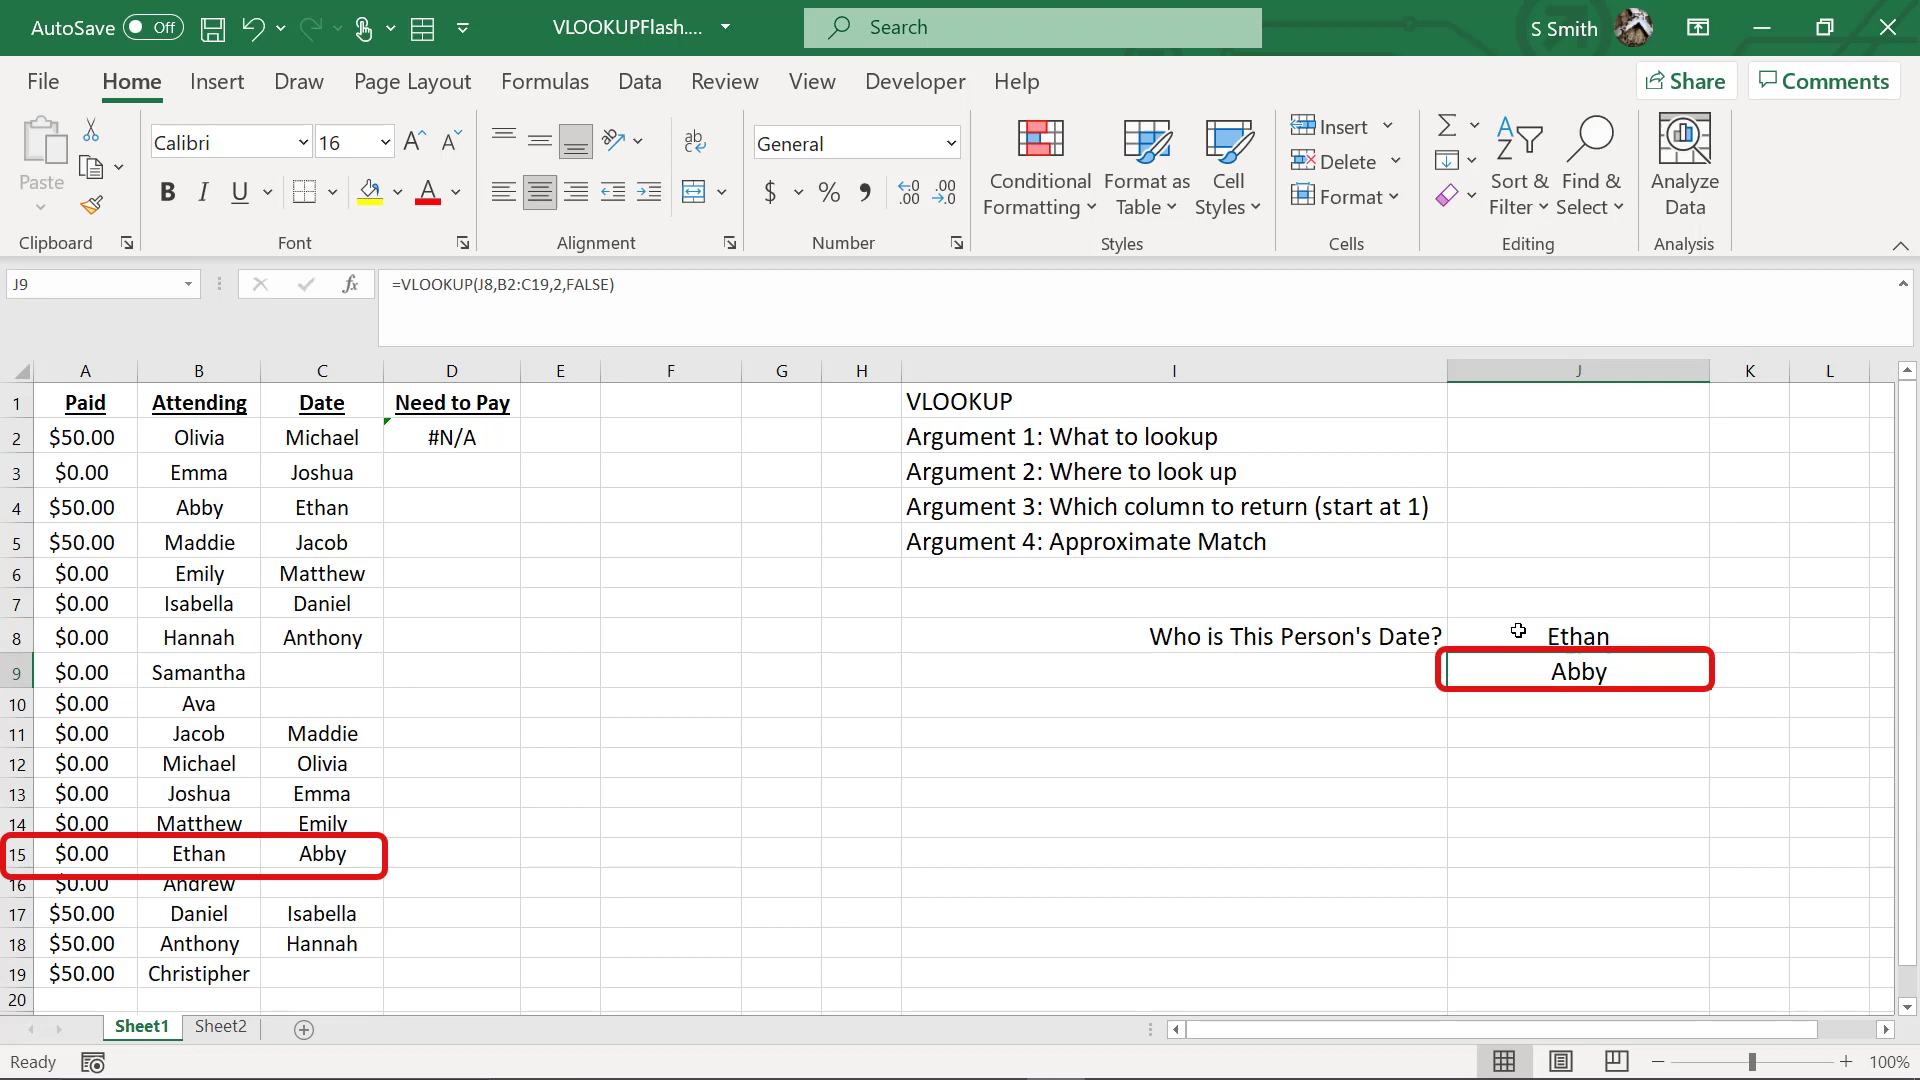 AutoSave Off VLOOKUPFlash.... Search S Smith
File Home Insert Draw Page Layout Formulas Data Review View Developer Help Share Comments
Paste
Clipboard
Calibri 16
Font
Alignment
General
Number
Conditional Formatting
Format as Table
Cell Styles
Styles
Insert
Delete
Format
Cells
Sort & Filter
Find & Select
Editing
Analyze Data
Analysis
J9 fx =VLOOKUP(J8,B2:C19,2,FALSE)
A B C D E F G H I J K L
1 Paid Attending Date Need to Pay VLOOKUP
2 $50.00 Olivia Michael #N/A Argument 1: What to lookup
3 $0.00 Emma Joshua Argument 2: Where to look up
4 $50.00 Abby Ethan Argument 3: Which column to return (start at 1)
5 $50.00 Maddie Jacob Argument 4: Approximate Match
6 $0.00 Emily Matthew
7 $0.00 Isabella Daniel
8 $0.00 Hannah Anthony Who is This Person's Date? Ethan
9 $0.00 Samantha Abby
10 $0.00 Ava
11 $0.00 Jacob Maddie
12 $0.00 Michael Olivia
13 $0.00 Joshua Emma
14 $0.00 Matthew Emily
15 $0.00 Ethan Abby
16 $0.00 Andrew
17 $50.00 Daniel Isabella
18 $50.00 Anthony Hannah
19 $50.00 Christipher
20
Sheet1 Sheet2
Ready 100%